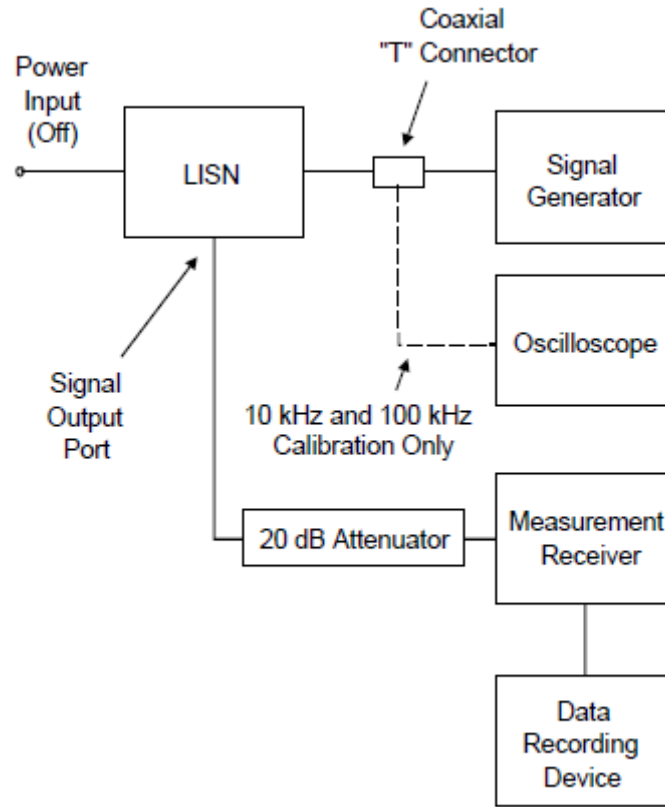 Coaxial
"T" Connector
Power
Input
(Off)
LISN
Signal
Generator
Oscilloscope
Signal
Output
Port
10 kHz and 100 kHz
Calibration Only
20 dB Attenuator
Measurement
Receiver
Data
Recording
Device